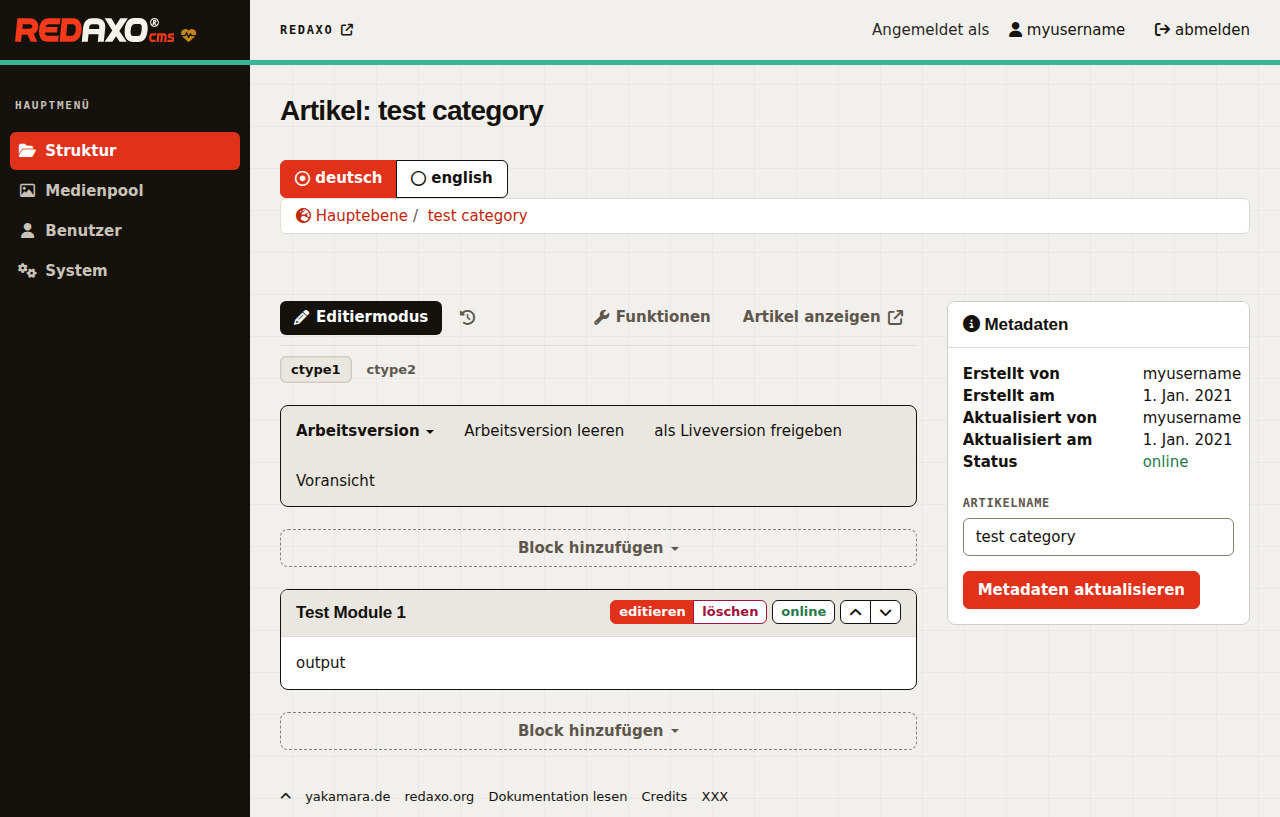 REDAXO® cms
REDAXO
Angemeldet als myusername abmelden
HAUPTMENÜ
Struktur
Medienpool
Benutzer
System
Artikel: test category
deutsch english
Hauptebene / test category
Editiermodus Funktionen Artikel anzeigen
ctype1 ctype2
Arbeitsversion Arbeitsversion leeren als Liveversion freigeben
Voransicht
Block hinzufügen
Test Module 1 editieren löschen online
output
Block hinzufügen
Metadaten
Erstellt von myusername
Erstellt am 1. Jan. 2021
Aktualisiert von myusername
Aktualisiert am 1. Jan. 2021
Status online
ARTIKELNAME
test category
Metadaten aktualisieren
yakamara.de redaxo.org Dokumentation lesen Credits XXX